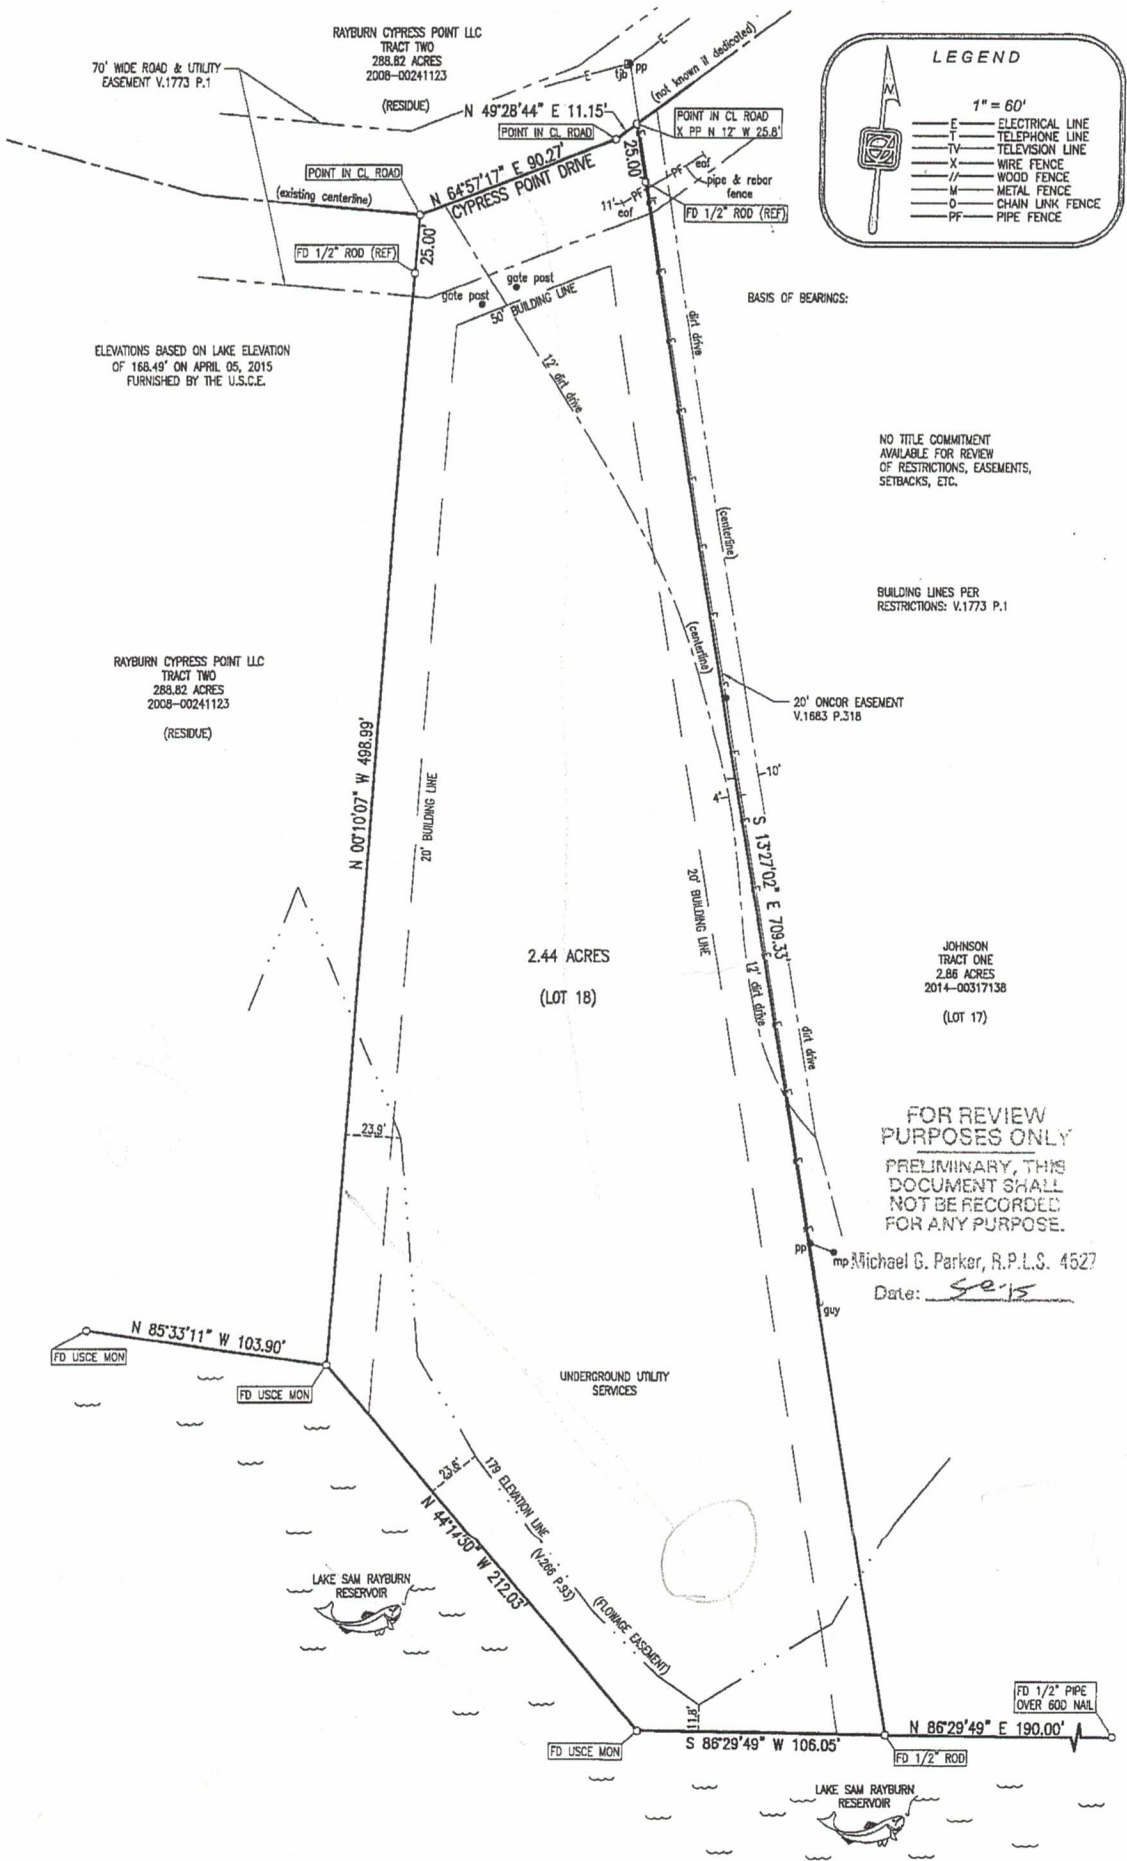 RAYBURN CYPRESS POINT LLC
TRACT TWO
288.82 ACRES
2008-00241123
(RESIDUE)
70' WIDE ROAD & UTILITY
EASEMENT V.1773 P.1
E
E
tjb
pp
(not known if dedicated)
LEGEND
N
1" = 60'
E ELECTRICAL LINE
T TELEPHONE LINE
TV TELEVISION LINE
X WIRE FENCE
// WOOD FENCE
M METAL FENCE
O CHAIN LINK FENCE
PF PIPE FENCE
N 49°28'44" E 11.15'
POINT IN CL ROAD
POINT IN CL ROAD
X PP N 12° W 25.8'
POINT IN CL ROAD
N 64°57'17" E 90.27'
CYPRESS POINT DRIVE
(existing centerline)
25.00'
PF
eof
pipe & rebar
fence
11'
PF
eof
FD 1/2" ROD (REF)
FD 1/2" ROD (REF)
25.00'
gate post
gate post
50' BUILDING LINE
BASIS OF BEARINGS:
dirt drive
ELEVATIONS BASED ON LAKE ELEVATION
OF 168.49' ON APRIL 05, 2015
FURNISHED BY THE U.S.C.E.
12' dirt drive
NO TITLE COMMITMENT
AVAILABLE FOR REVIEW
OF RESTRICTIONS, EASEMENTS,
SETBACKS, ETC.
(centerline)
BUILDING LINES PER
RESTRICTIONS: V.1773 P.1
(centerline)
RAYBURN CYPRESS POINT LLC
TRACT TWO
288.82 ACRES
2008-00241123
(RESIDUE)
20' ONCOR EASEMENT
V.1683 P.318
N 00°10'07" W 498.99'
20' BUILDING LINE
10'
4'
S 13°27'02" E 709.33'
20' BUILDING LINE
2.44 ACRES
(LOT 18)
12' dirt drive
dirt drive
JOHNSON
TRACT ONE
2.86 ACRES
2014-00317138
(LOT 17)
23.9'
FOR REVIEW
PURPOSES ONLY
PRELIMINARY, THIS
DOCUMENT SHALL
NOT BE RECORDED
FOR ANY PURPOSE.
pp
mp
Michael G. Parker, R.P.L.S. 4527
Date:
guy
N 85°33'11" W 103.90'
FD USCE MON
FD USCE MON
UNDERGROUND UTILITY
SERVICES
23.6'
179 ELEVATION LINE
(V.266 P.93)
(FLOWAGE EASEMENT)
N 44°14'50" W 212.03'
LAKE SAM RAYBURN
RESERVOIR
11.8'
FD 1/2" PIPE
OVER 60D NAIL
N 86°29'49" E 190.00'
S 86°29'49" W 106.05'
FD USCE MON
FD 1/2" ROD
LAKE SAM RAYBURN
RESERVOIR